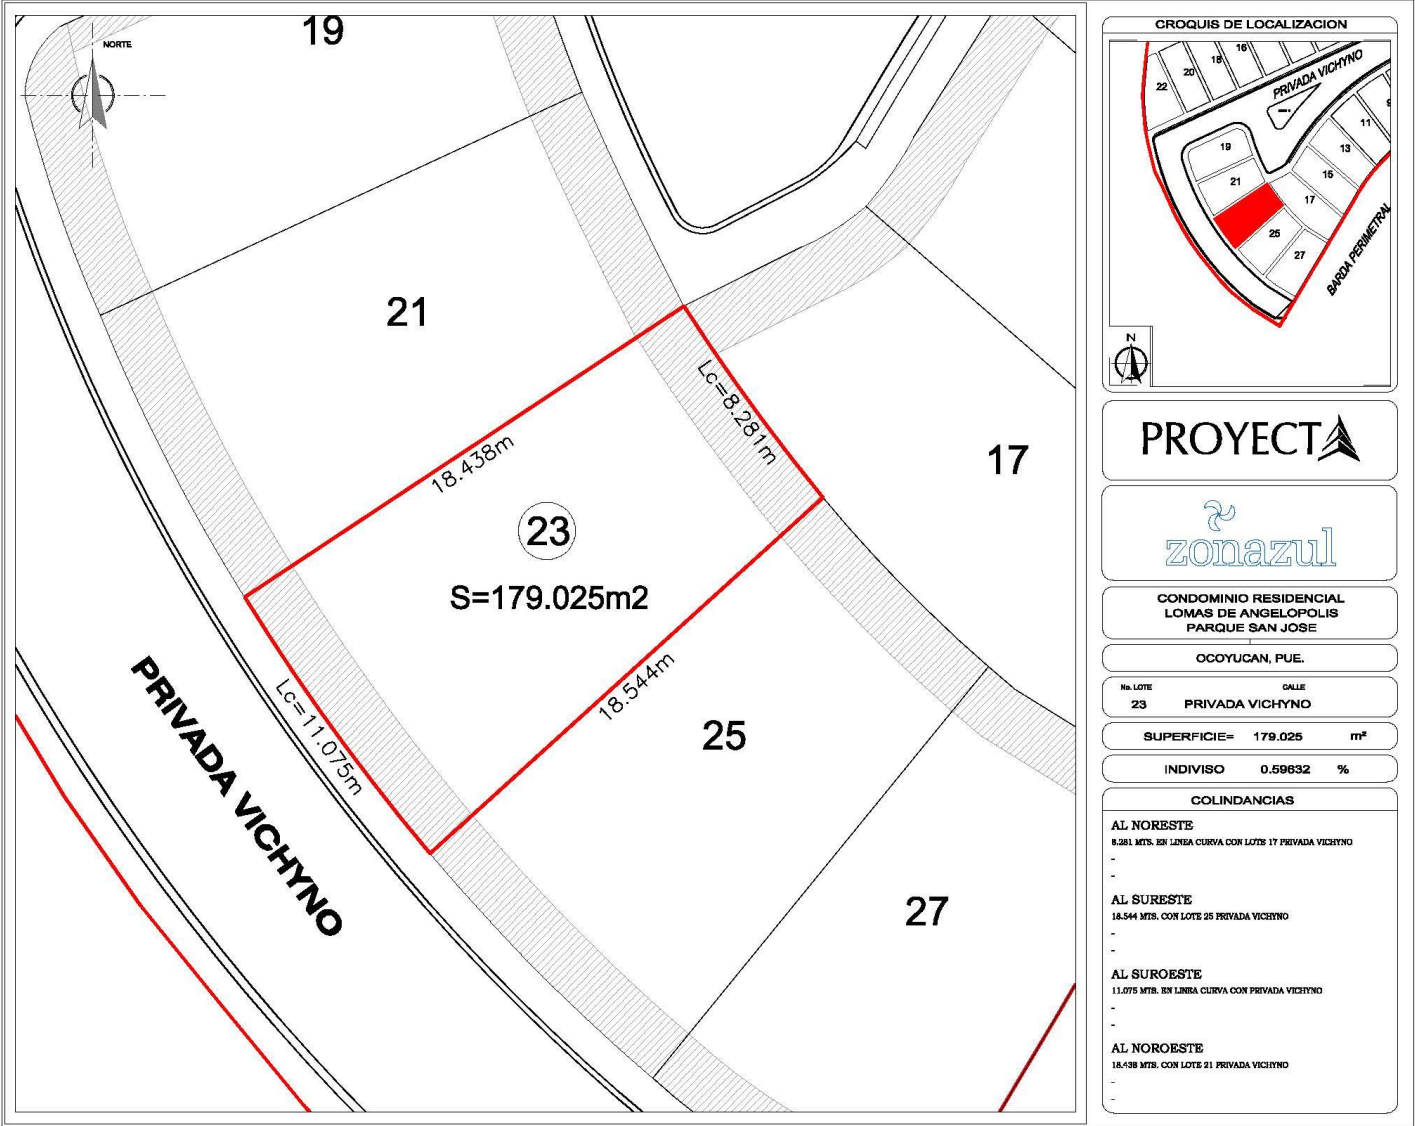 19
NORTE
21
18.438m
Lc=8.281m
17
23
S=179.025m2
18.544m
25
Lc=11.075m
PRIVADA VICHYNO
27
CROQUIS DE LOCALIZACION
16
18
20
22
PRIVADA VICHYNO
9
11
13
15
17
19
21
25
27
BARDA PERIMETRAL
N
PROYECTA
zonazul
CONDOMINIO RESIDENCIAL
LOMAS DE ANGELOPOLIS
PARQUE SAN JOSE
OCOYUCAN, PUE.
No. LOTE CALLE
23 PRIVADA VICHYNO
SUPERFICIE= 179.025 m²
INDIVISO 0.59632 %
COLINDANCIAS
AL NORESTE
8.281 MTS. EN LINEA CURVA CON LOTE 17 PRIVADA VICHYNO
-
-
AL SURESTE
18.544 MTS. CON LOTE 25 PRIVADA VICHYNO
-
-
AL SUROESTE
11.075 MTS. EN LINEA CURVA CON PRIVADA VICHYNO
-
-
AL NOROESTE
18.438 MTS. CON LOTE 21 PRIVADA VICHYNO
-
-